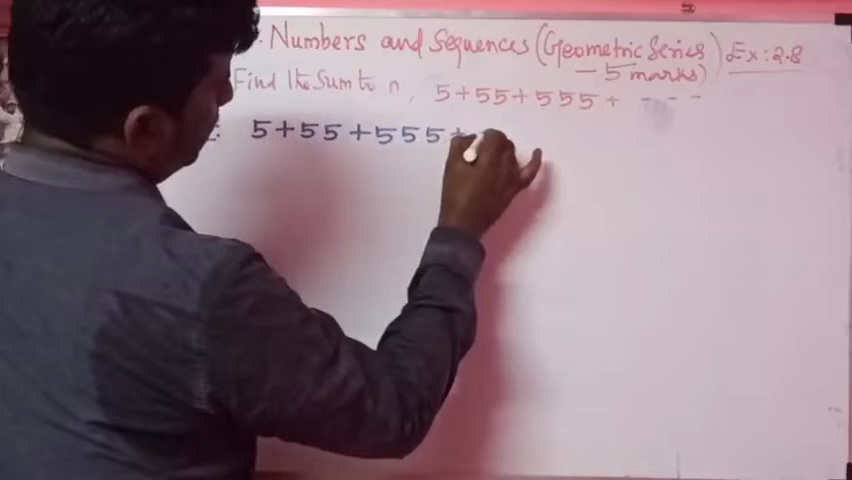 Numbers and Sequences (Geometric Series) Ex: 2.8
- 5 marks)
Find the Sum to n, 5+55+555+ - - -
: 5+55+555+